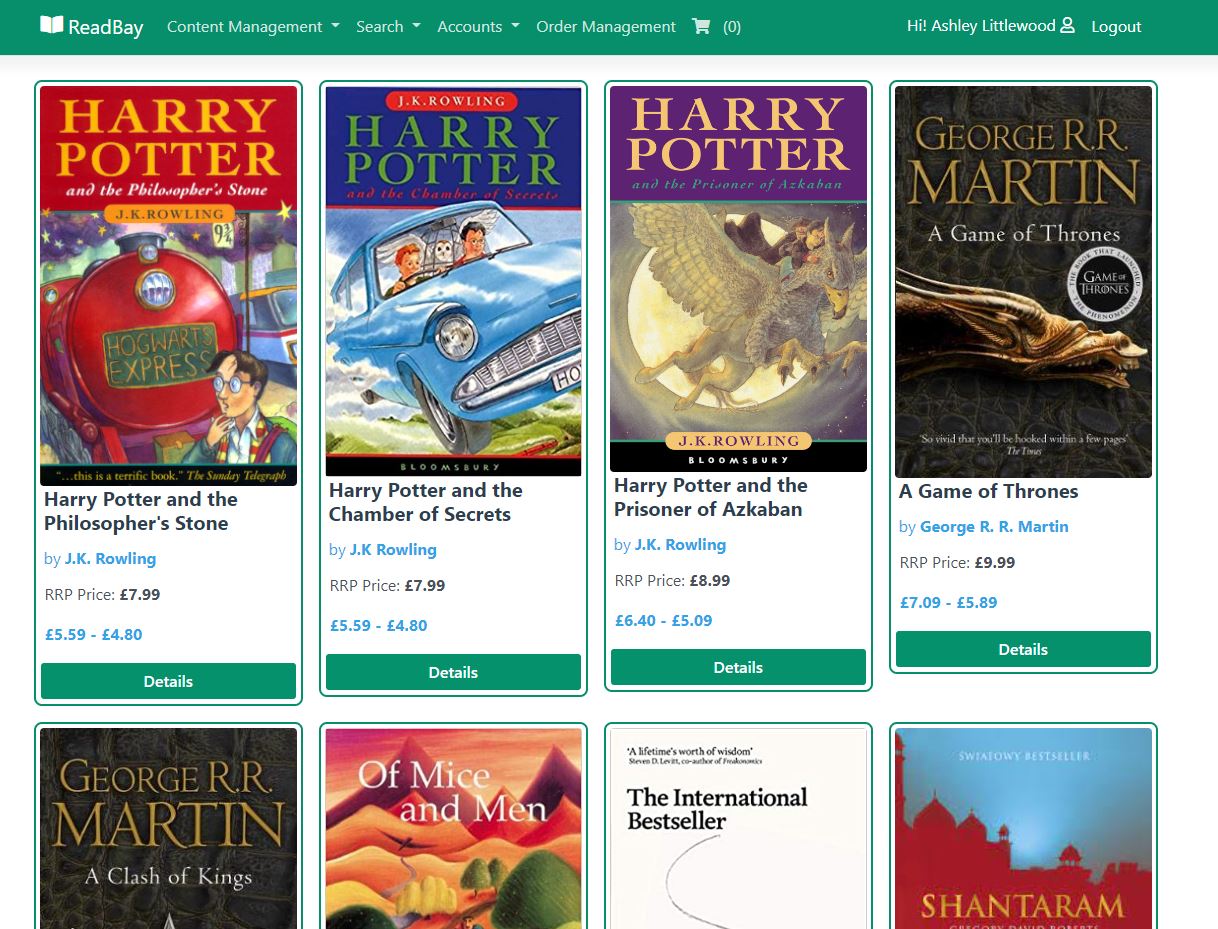 ReadBay Content Management Search Accounts Order Management (0) Hi! Ashley Littlewood Logout
HARRY
POTTER
and the Philosopher's Stone
J.K.ROWLING
9¾
HOGWARTS
EXPRESS
"...this is a terrific book." The Sunday Telegraph
Harry Potter and the
Philosopher's Stone
by J.K. Rowling
RRP Price: £7.99
£5.59 - £4.80
Details
J.K.ROWLING
HARRY
POTTER
and the Chamber of Secrets
HO
BLOOMSBURY
Harry Potter and the
Chamber of Secrets
by J.K Rowling
RRP Price: £7.99
£5.59 - £4.80
Details
HARRY
POTTER
and the Prisoner of Azkaban
J.K.ROWLING
BLOOMSBURY
Harry Potter and the
Prisoner of Azkaban
by J.K. Rowling
RRP Price: £8.99
£6.40 - £5.09
Details
GEORGE R.R.
MARTIN
A Game of Thrones
THE BOOK THAT LAUNCHED
GAME OF
THRONES
THE PHENOMENON
'So vivid that you'll be hooked within a few pages'
The Times
A Game of Thrones
by George R. R. Martin
RRP Price: £9.99
£7.09 - £5.89
Details
GEORGE R.R.
MARTIN
A Clash of Kings
Of Mice
and Men
'A lifetime's worth of wisdom'
Steven D. Levitt, co-author of Freakonomics
The International
Bestseller
ŚWIATOWY BESTSELLER
SHANTARAM
GREGORY DAVID ROBERTS